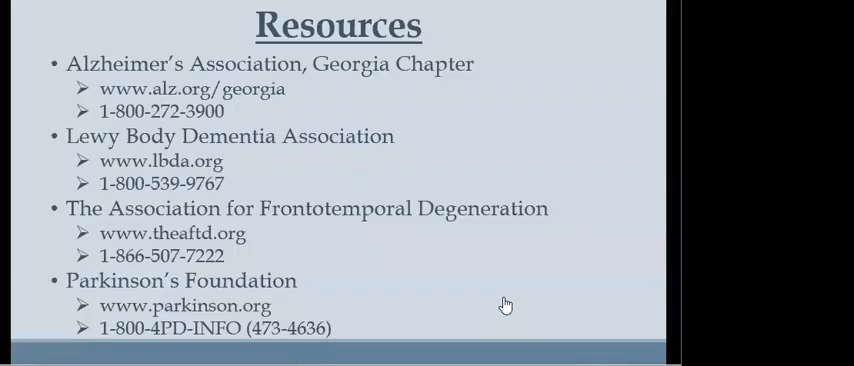 Resources
• Alzheimer's Association, Georgia Chapter
➢ www.alz.org/georgia
➢ 1-800-272-3900
• Lewy Body Dementia Association
➢ www.lbda.org
➢ 1-800-539-9767
• The Association for Frontotemporal Degeneration
➢ www.theaftd.org
➢ 1-866-507-7222
• Parkinson's Foundation
➢ www.parkinson.org
➢ 1-800-4PD-INFO (473-4636)